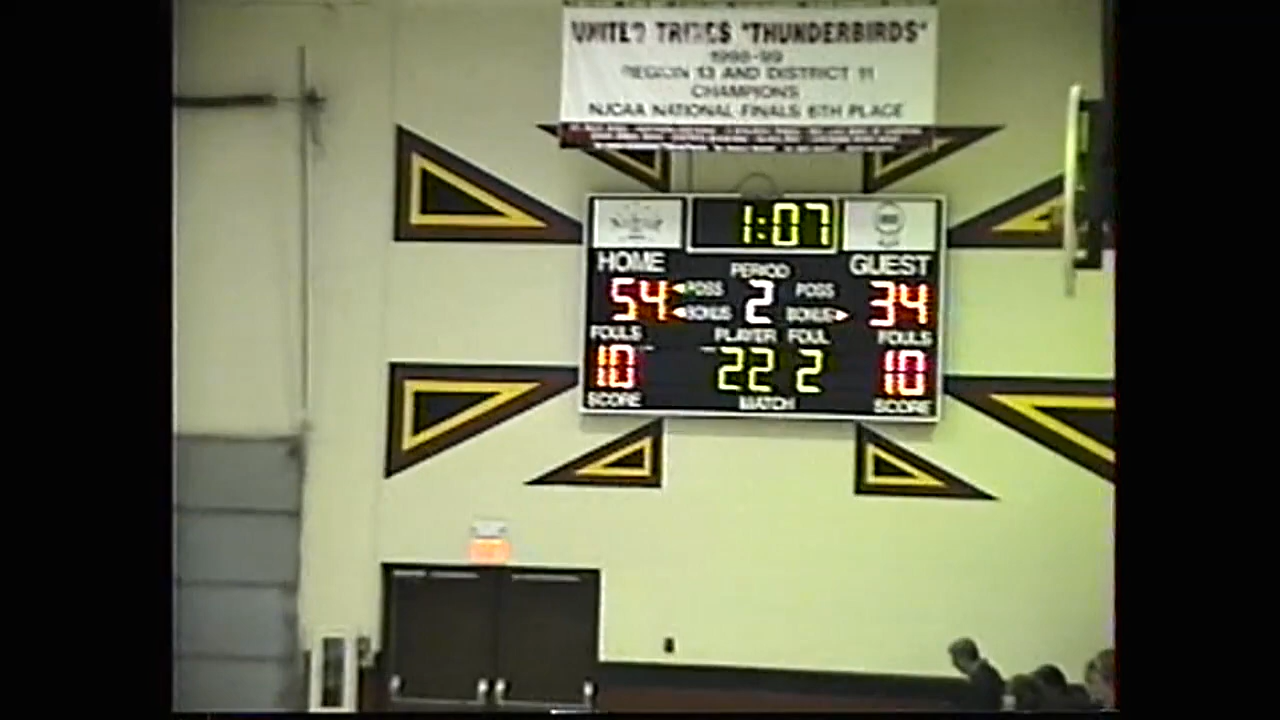 UNITED TRIBES "THUNDERBIRDS"
1998-99
REGION 13 AND DISTRICT 11
CHAMPIONS
NJCAA NATIONAL FINALS 6TH PLACE
1:07
HOME PERIOD GUEST
54 POSS 2 POSS 34
BONUS BONUS
FOULS PLAYER FOUL FOULS
10 22 2 10
SCORE MATCH SCORE